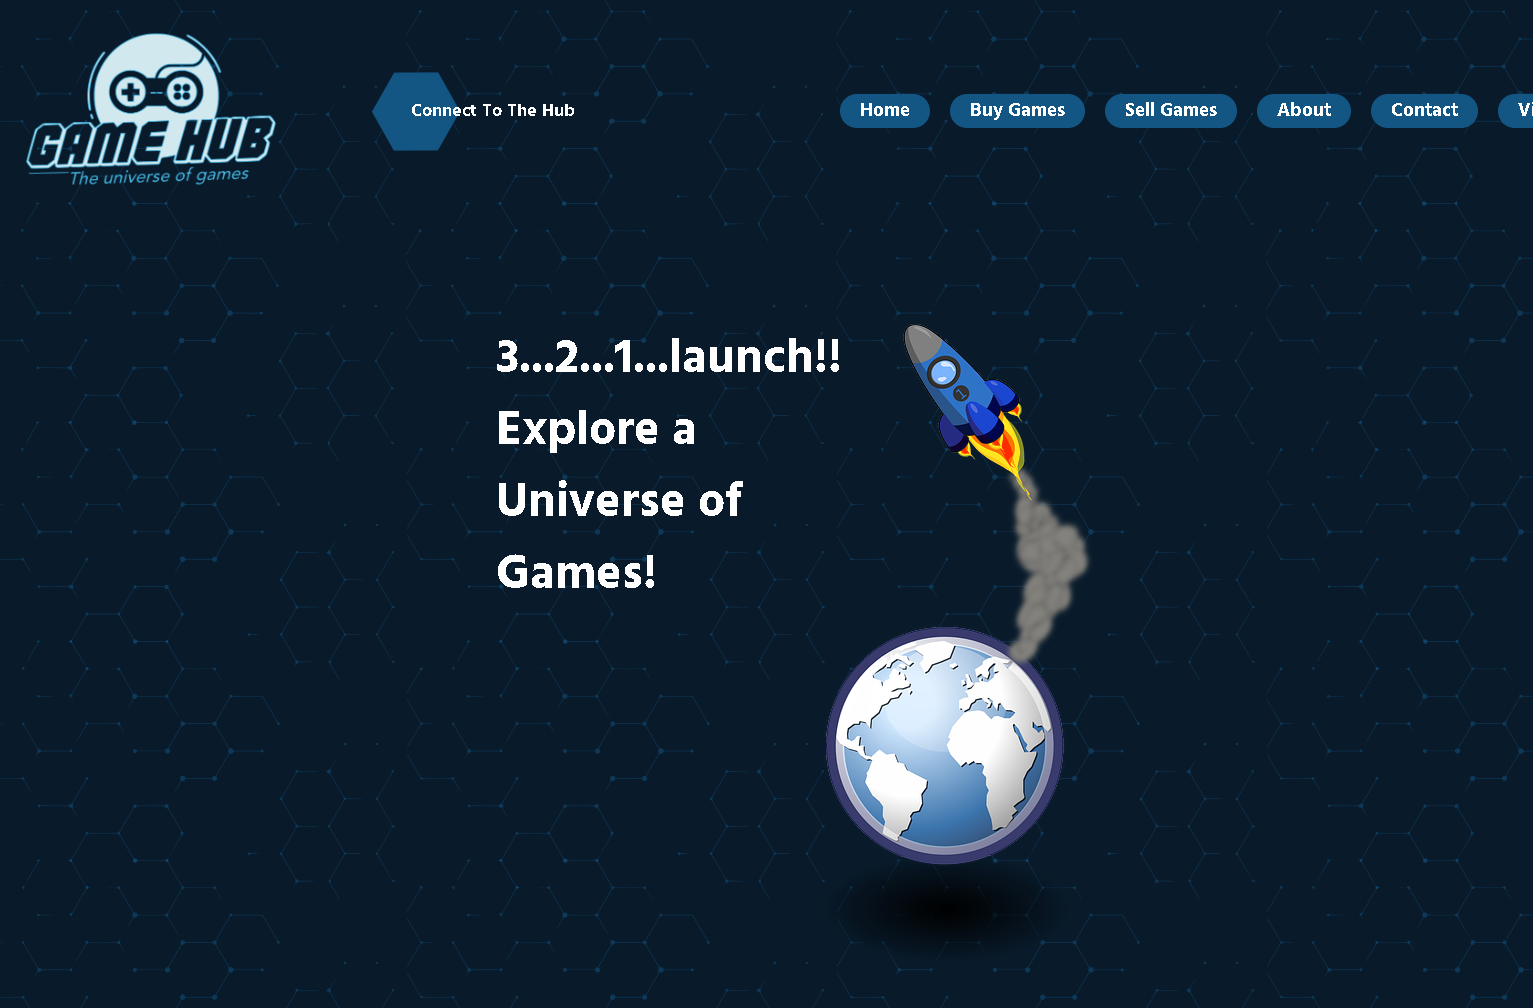 GAME HUB
The universe of games
Connect To The Hub
Home
Buy Games
Sell Games
About
Contact
3...2...1...launch!!
Explore a
Universe of
Games!
1